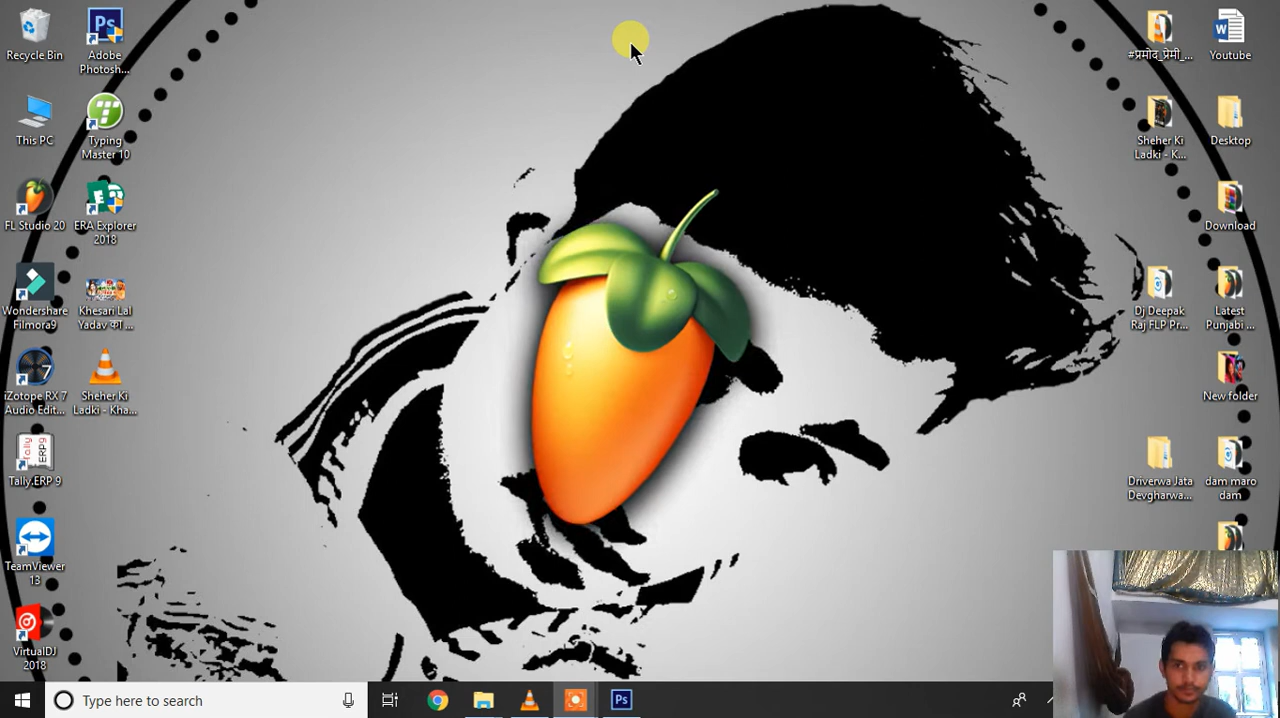 Recycle Bin
Adobe
Photosh...
This PC
Typing
Master 10
FL Studio 20
ERA Explorer
2018
Wondershare
Filmora9
Khesari Lal
Yadav का ...
iZotope RX 7
Audio Edit...
Sheher Ki
Ladki - Kha...
Tally.ERP 9
TeamViewer
13
VirtualDJ
2018
#प्रमोद_प्रेमी_...
Youtube
Sheher Ki
Ladki - K...
Desktop
Download
Dj Deepak
Raj FLP Pr...
Latest
Punjabi ...
New folder
Driverwa Jata
Devgharwa...
dam maro
dam
Type here to search